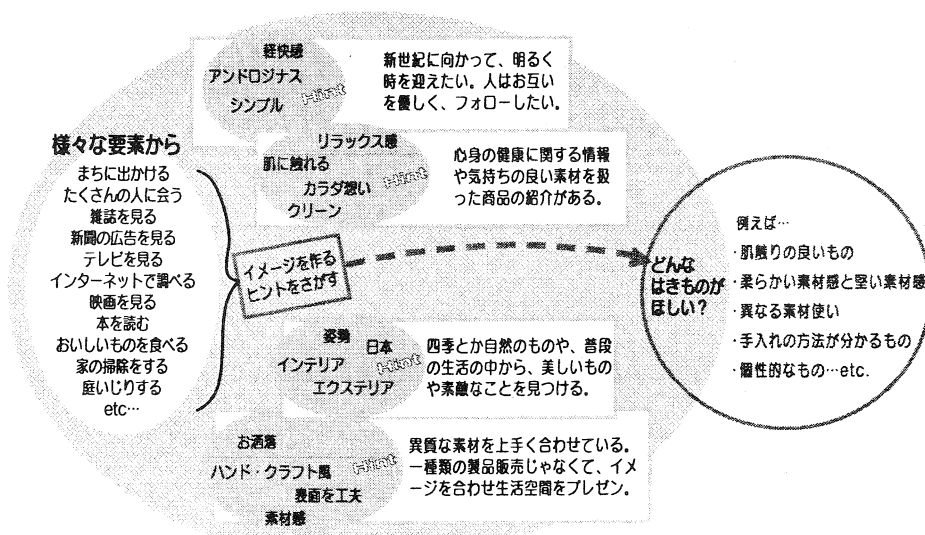 軽快感
アンドロジナス
シンプル
Hint
新世紀に向かって、明るく
時を迎えたい。人はお互い
を優しく、フォローしたい。
リラックス感
肌に触れる
カラダ想い
クリーン
Hint
心身の健康に関する情報
や気持ちの良い素材を扱
った商品の紹介がある。
様々な要素から
まちに出かける
たくさんの人に会う
雑誌を見る
新聞の広告を見る
テレビを見る
インターネットで調べる
映画を見る
本を読む
おいしいものを食べる
家の掃除をする
庭いじりする
etc…
イメージを作る
ヒントをさがす
姿勢
日本
インテリア
エクステリア
Hint
四季とか自然のものや、普段
の生活の中から、美しいもの
や素敵なことを見つける。
お洒落
ハンド・クラフト風
表面を工夫
素材感
Hint
異質な素材を上手く合わせている。
一種類の製品販売じゃなくて、イメ
ージを合わせ生活空間をプレゼン。
どんな
はきものが
ほしい？
例えば…
・肌触りの良いもの
・柔らかい素材感と堅い素材感
・異なる素材使い
・手入れの方法が分かるもの
・個性的なもの…etc.